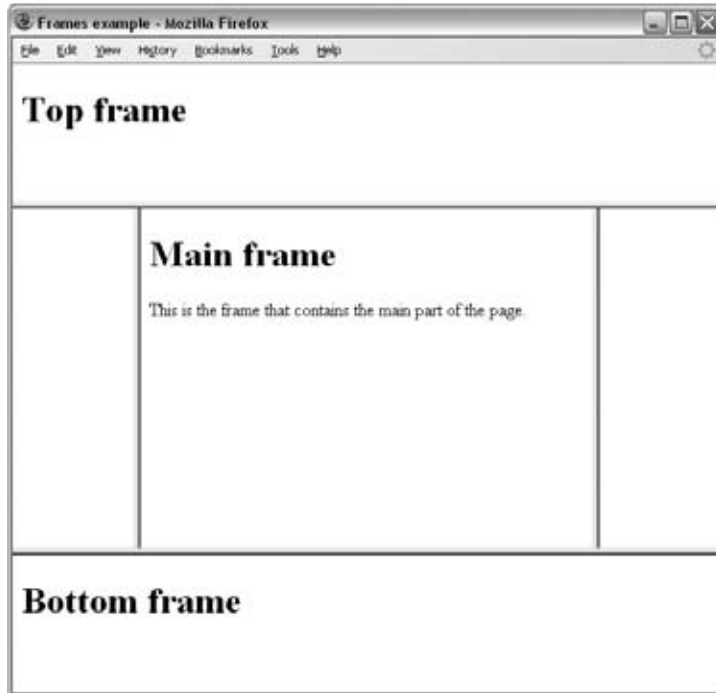 Frames example - Mozilla Firefox
File Edit View History Bookmarks Tools Help
Top frame
Main frame
This is the frame that contains the main part of the page.
Bottom frame